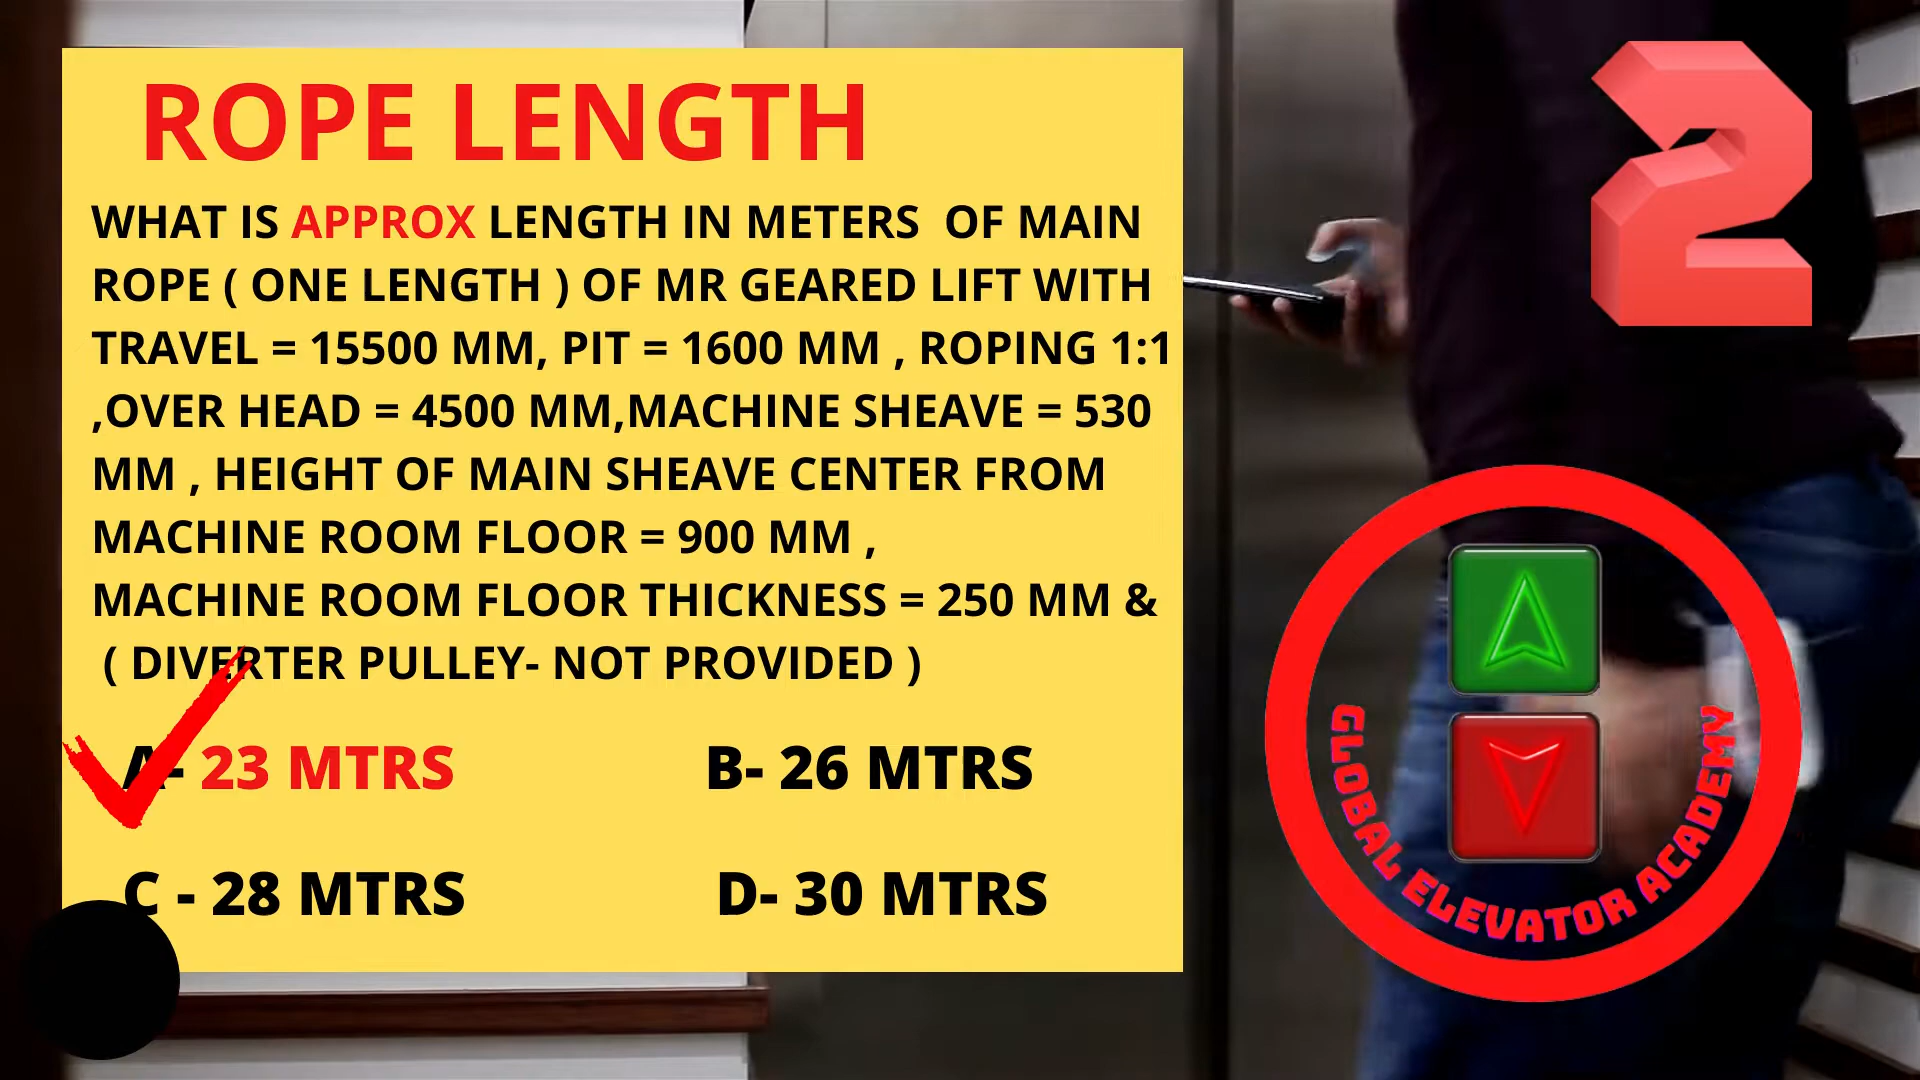 ROPE LENGTH
2
WHAT IS APPROX LENGTH IN METERS OF MAIN
ROPE ( ONE LENGTH ) OF MR GEARED LIFT WITH
TRAVEL = 15500 MM, PIT = 1600 MM , ROPING 1:1
,OVER HEAD = 4500 MM,MACHINE SHEAVE = 530
MM , HEIGHT OF MAIN SHEAVE CENTER FROM
MACHINE ROOM FLOOR = 900 MM ,
MACHINE ROOM FLOOR THICKNESS = 250 MM &
( DIVERTER PULLEY- NOT PROVIDED )
A- 23 MTRS
B- 26 MTRS
C - 28 MTRS
D- 30 MTRS
GLOBAL ELEVATOR ACADEMY